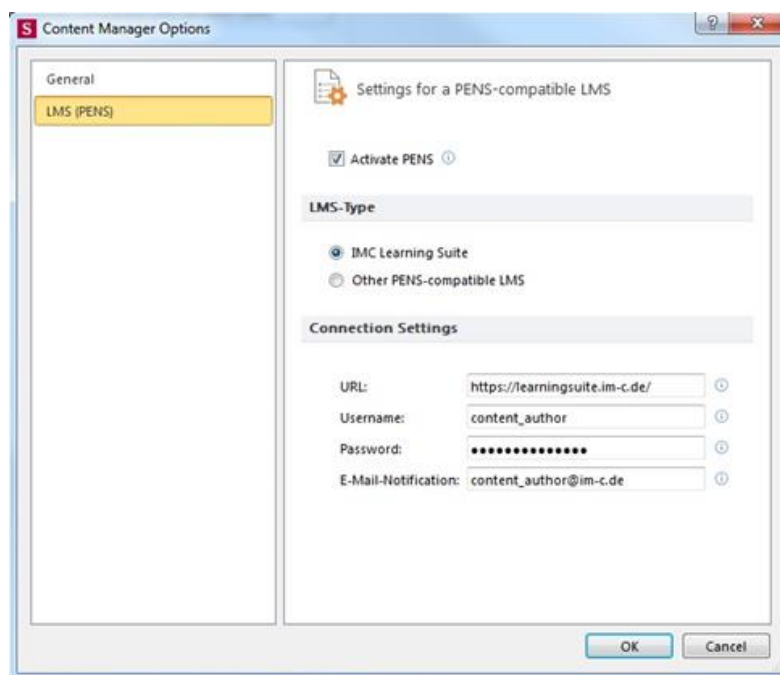 S Content Manager Options
General
LMS (PENS)
Settings for a PENS-compatible LMS
Activate PENS
LMS-Type
IMC Learning Suite
Other PENS-compatible LMS
Connection Settings
URL: https://learningsuite.im-c.de/
Username: content_author
Password: ••••••••••••••
E-Mail-Notification: content_author@im-c.de
OK Cancel